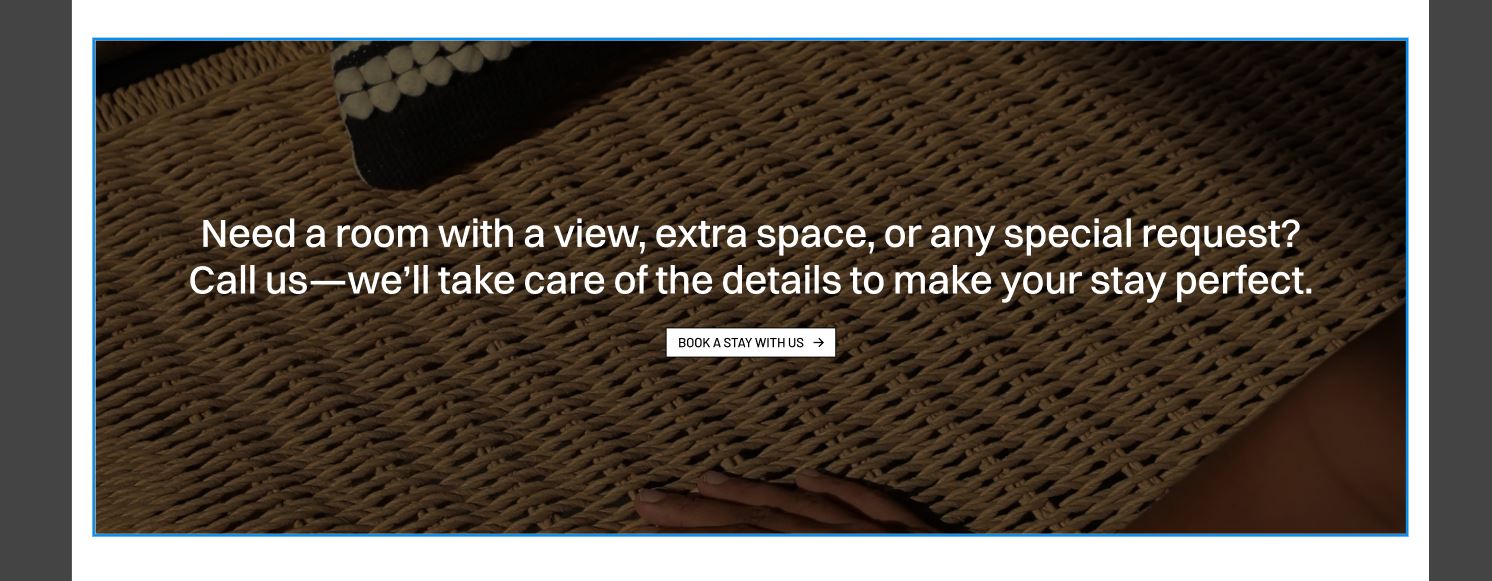 Need a room with a view, extra space, or any special request?
Call us—we’ll take care of the details to make your stay perfect.
BOOK A STAY WITH US →